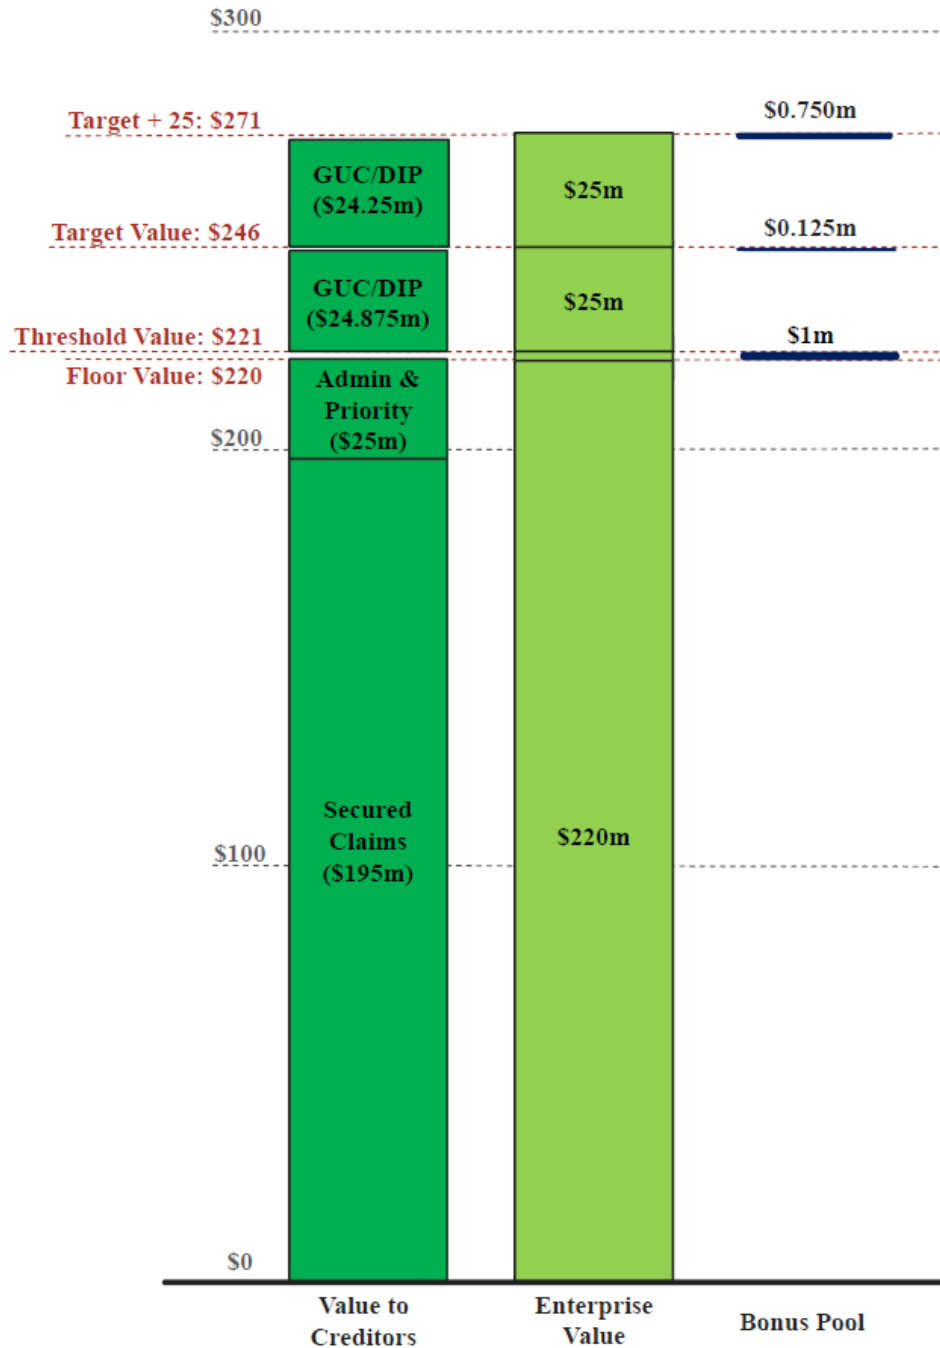 $300
Target + 25: $271
$0.750m
GUC/DIP
($24.25m)
$25m
Target Value: $246
$0.125m
GUC/DIP
($24.875m)
$25m
Threshold Value: $221
$1m
Floor Value: $220
Admin &
Priority
($25m)
$200
Secured
Claims
($195m)
$220m
$100
$0
Value to
Creditors
Enterprise
Value
Bonus Pool